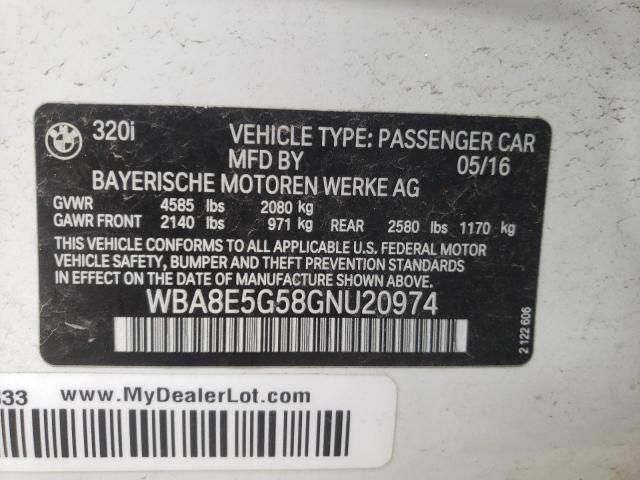 BMW
320i VEHICLE TYPE: PASSENGER CAR
MFD BY 05/16
BAYERISCHE MOTOREN WERKE AG
GVWR 4585 lbs 2080 kg
GAWR FRONT 2140 lbs 971 kg REAR 2580 lbs 1170 kg
THIS VEHICLE CONFORMS TO ALL APPLICABLE U.S. FEDERAL MOTOR
VEHICLE SAFETY, BUMPER AND THEFT PREVENTION STANDARDS
IN EFFECT ON THE DATE OF MANUFACTURE SHOWN ABOVE.
WBA8E5G58GNU20974
2 122 606
www.MyDealerLot.com